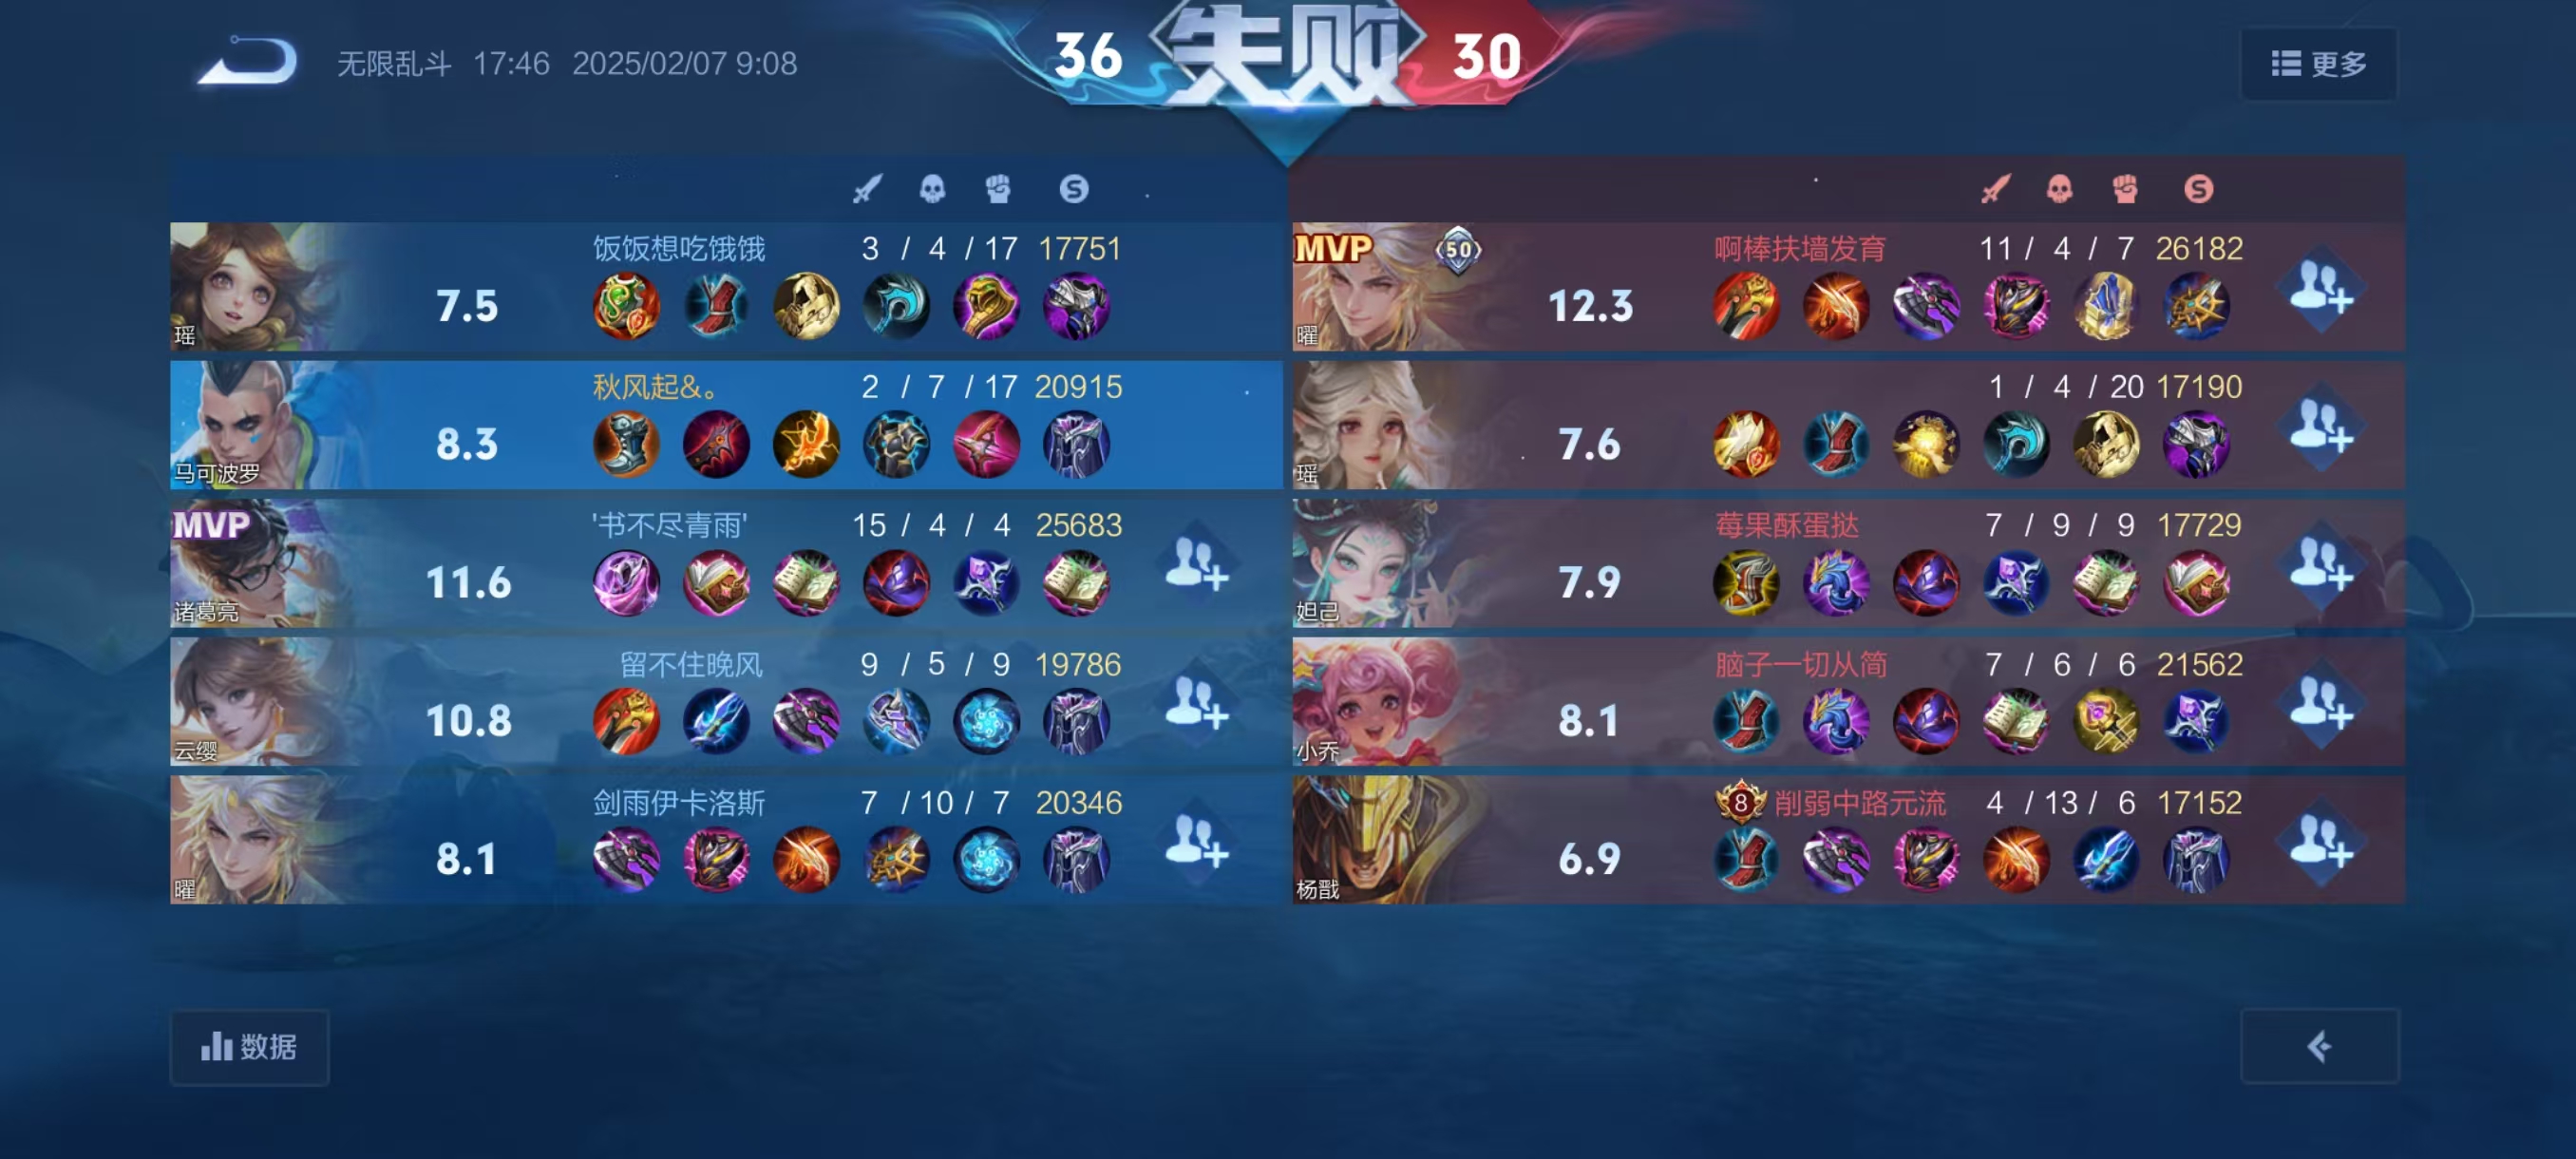 无限乱斗 17:46 2025/02/07 9:08
36 失败 30
更多
饭饭想吃饿饿 3 / 4 / 17 17751
7.5
瑶
秋风起&。 2 / 7 / 17 20915
8.3
马可波罗
MVP '书不尽青雨' 15 / 4 / 4 25683
11.6
诸葛亮
留不住晚风 9 / 5 / 9 19786
10.8
云缨
剑雨伊卡洛斯 7 / 10 / 7 20346
8.1
曜
MVP 50 啊棒扶墙发育 11 / 4 / 7 26182
12.3
曜
1 / 4 / 20 17190
7.6
瑶
莓果酥蛋挞 7 / 9 / 9 17729
7.9
妲己
脑子一切从简 7 / 6 / 6 21562
8.1
小乔
8 削弱中路元流 4 / 13 / 6 17152
6.9
杨戬
数据